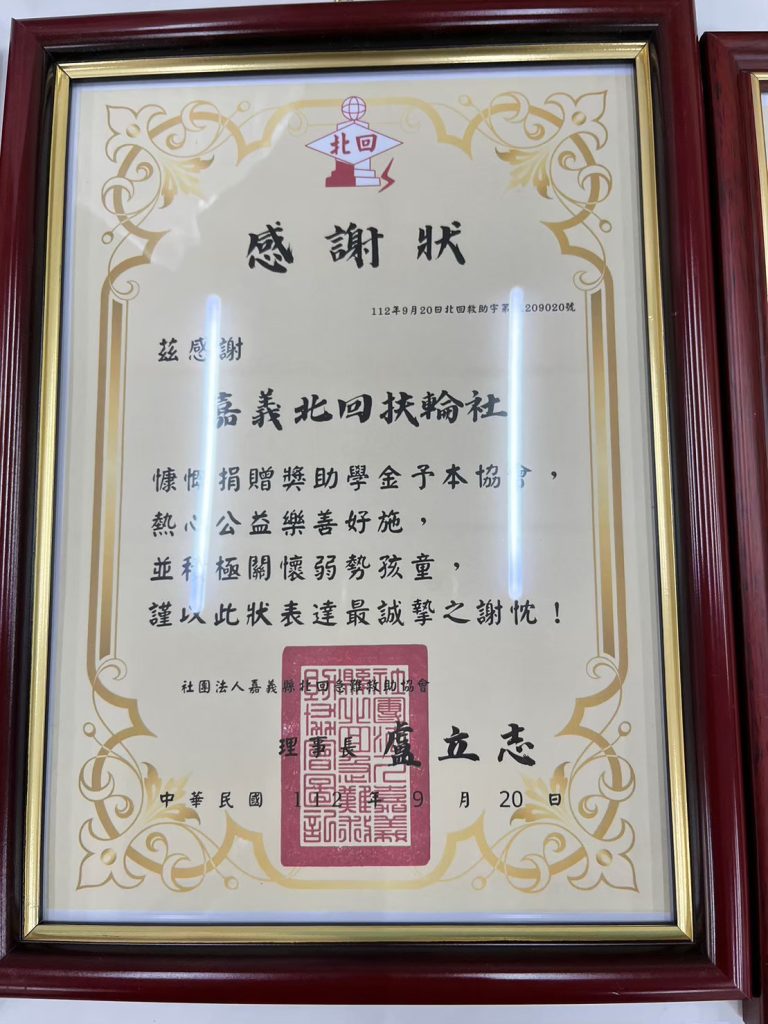 北回
感謝狀
112年9月20日北回救助字第209020號
茲感謝
嘉義北回扶輪社
慷慨捐贈獎助學金予本協會，
熱心公益樂善好施，
並積極關懷弱勢孩童，
謹以此狀表達最誠摯之謝忱！
社團法人嘉義縣北回急難救助協會
理事長 盧立志
中華民國 112 年 9 月 20 日